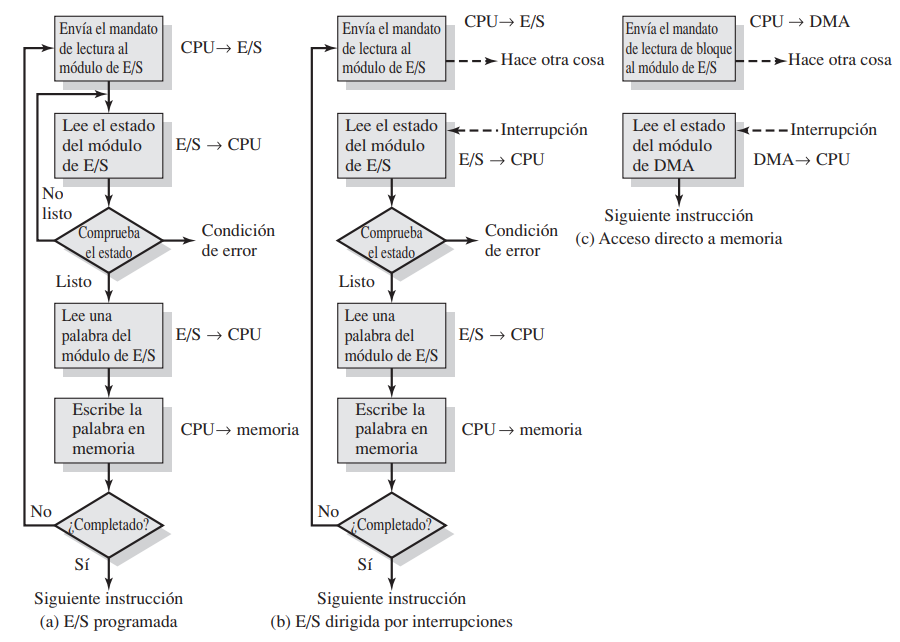 Envía el mandato
de lectura al
módulo de E/S
CPU → E/S
Lee el estado
del módulo
de E/S
E/S → CPU
No
listo
Comprueba
el estado
Condición
de error
Listo
Lee una
palabra del
módulo de E/S
E/S → CPU
Escribe la
palabra en
memoria
CPU → memoria
No
¿Completado?
Sí
Siguiente instrucción
(a) E/S programada
Envía el mandato
de lectura al
módulo de E/S
CPU → E/S
Hace otra cosa
Lee el estado
del módulo
de E/S
Interrupción
E/S → CPU
Comprueba
el estado
Condición
de error
Listo
Lee una
palabra del
módulo de E/S
E/S → CPU
Escribe la
palabra en
memoria
CPU → memoria
No
¿Completado?
Sí
Siguiente instrucción
(b) E/S dirigida por interrupciones
Envía el mandato
de lectura de bloque
al módulo de E/S
CPU → DMA
Hace otra cosa
Lee el estado
del módulo
de DMA
Interrupción
DMA → CPU
Siguiente instrucción
(c) Acceso directo a memoria